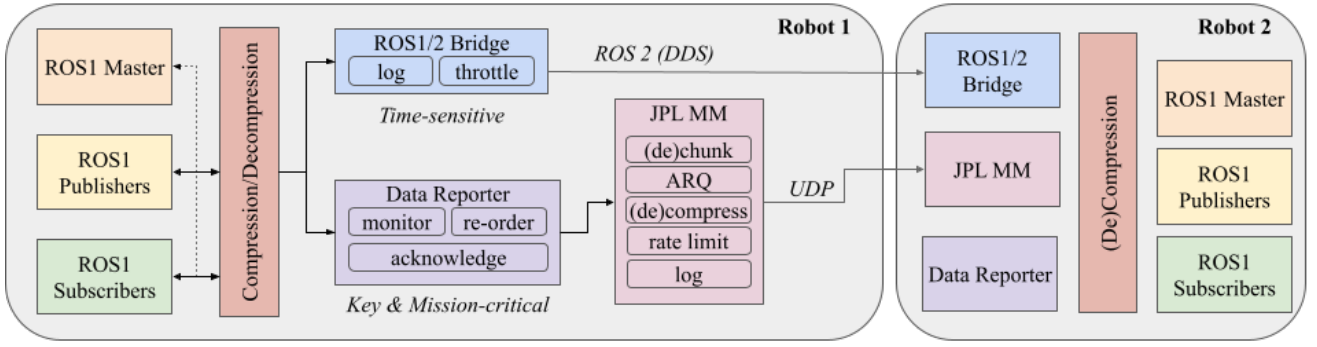 Robot 1
ROS1 Master
ROS1
Publishers
ROS1
Subscribers
Compression/Decompression
ROS1/2 Bridge
log
throttle
Time-sensitive
ROS 2 (DDS)
Data Reporter
monitor
re-order
acknowledge
Key & Mission-critical
JPL MM
(de)chunk
ARQ
(de)compress
rate limit
log
UDP
Robot 2
ROS1/2
Bridge
JPL MM
Data Reporter
(De)Compression
ROS1 Master
ROS1
Publishers
ROS1
Subscribers